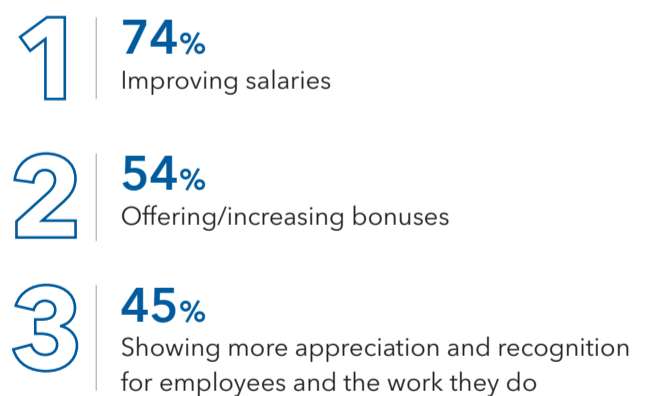 1
74%
Improving salaries
2
54%
Offering/increasing bonuses
3
45%
Showing more appreciation and recognition
for employees and the work they do